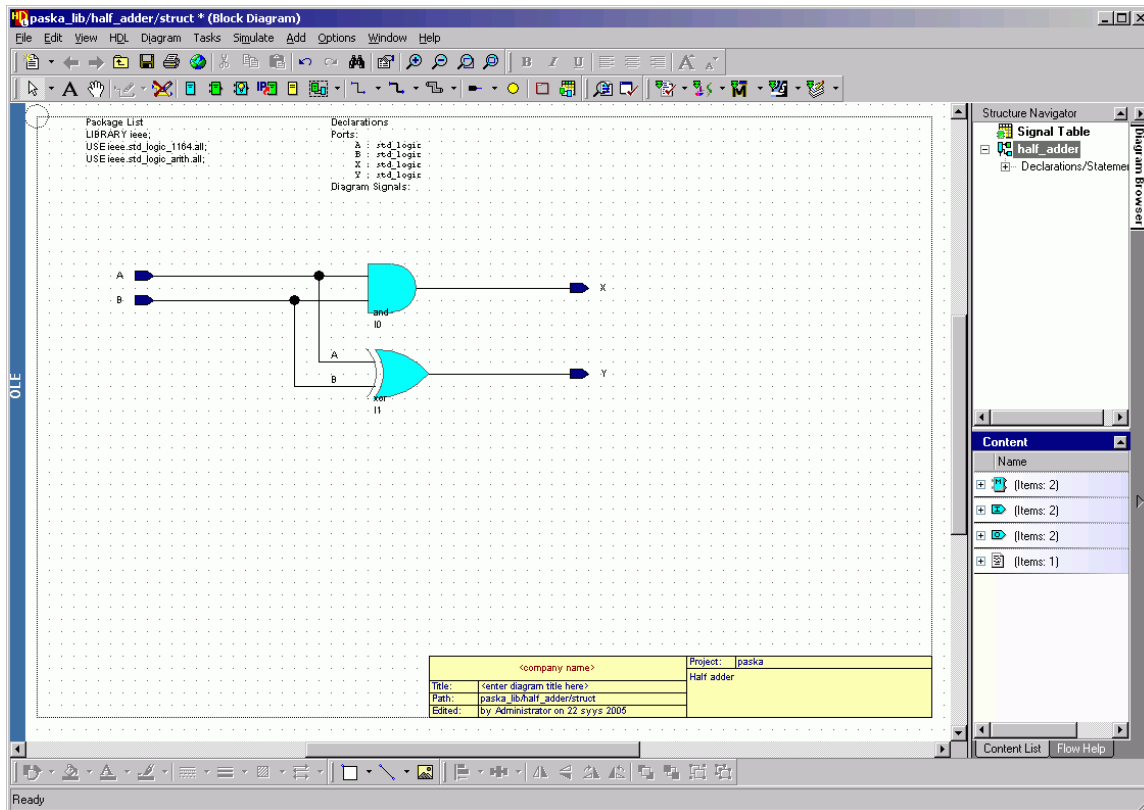 paska_lib/half_adder/struct * (Block Diagram)
File Edit View HDL Diagram Tasks Simulate Add Options Window Help
B I U A A
A IP
Package List
LIBRARY ieee;
USE ieee.std_logic_1164.all;
USE ieee.std_logic_arith.all;
Declarations
Ports:
A : std_logic
B : std_logic
X : std_logic
Y : std_logic
Diagram Signals:
A
B
and
I0
X
A
B
xor
I1
Y
OLE
<company name>
Title: <enter diagram title here>
Path: paska_lib/half_adder/struct
Edited: by Administrator on 22 syys 2005
Project: paska
Half adder
Structure Navigator
Signal Table
half_adder
Declarations/Stateme
Diagram Browser
Content
Name
(Items: 2)
(Items: 2)
(Items: 2)
(Items: 1)
Content List Flow Help
Ready